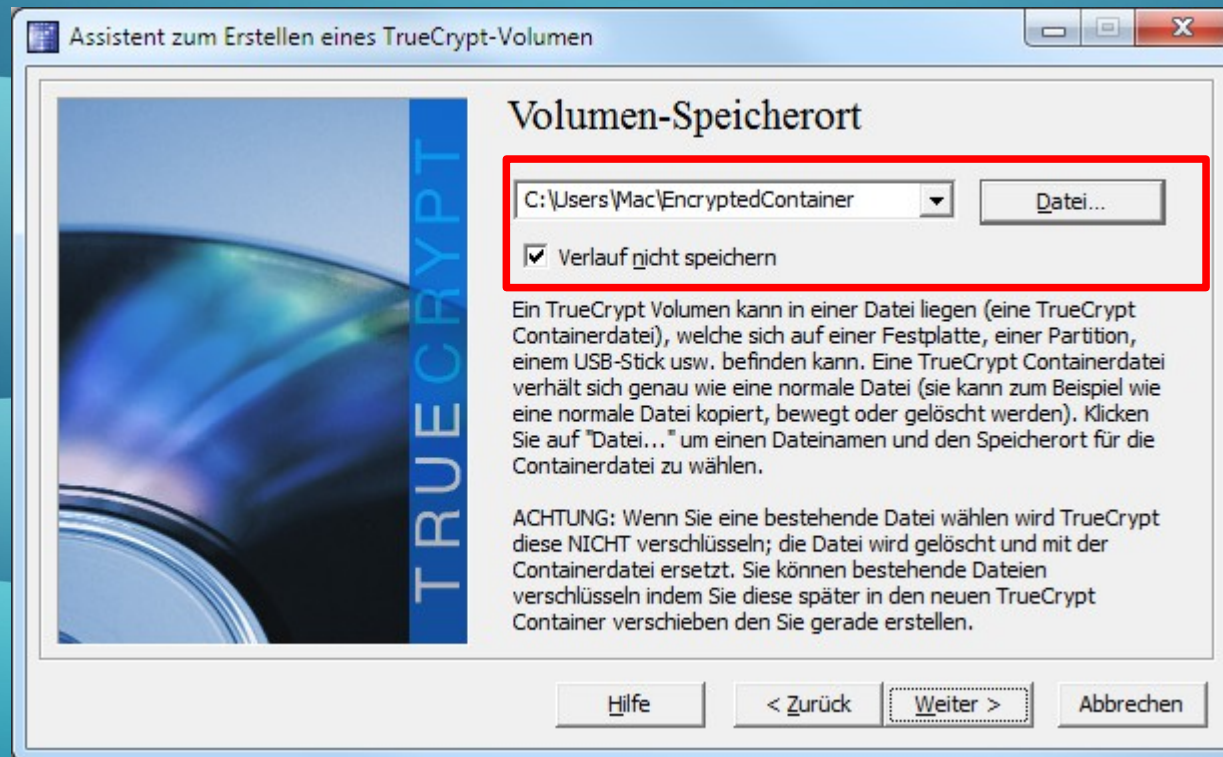 Assistent zum Erstellen eines TrueCrypt-Volumen
TRUECRYPT
Volumen-Speicherort
C:\Users\Mac\EncryptedContainer
Datei...
Verlauf nicht speichern
Ein TrueCrypt Volumen kann in einer Datei liegen (eine TrueCrypt
Containerdatei), welche sich auf einer Festplatte, einer Partition,
einem USB-Stick usw. befinden kann. Eine TrueCrypt Containerdatei
verhält sich genau wie eine normale Datei (sie kann zum Beispiel wie
eine normale Datei kopiert, bewegt oder gelöscht werden). Klicken
Sie auf "Datei..." um einen Dateinamen und den Speicherort für die
Containerdatei zu wählen.
ACHTUNG: Wenn Sie eine bestehende Datei wählen wird TrueCrypt
diese NICHT verschlüsseln; die Datei wird gelöscht und mit der
Containerdatei ersetzt. Sie können bestehende Dateien
verschlüsseln indem Sie diese später in den neuen TrueCrypt
Container verschieben den Sie gerade erstellen.
Hilfe
< Zurück
Weiter >
Abbrechen